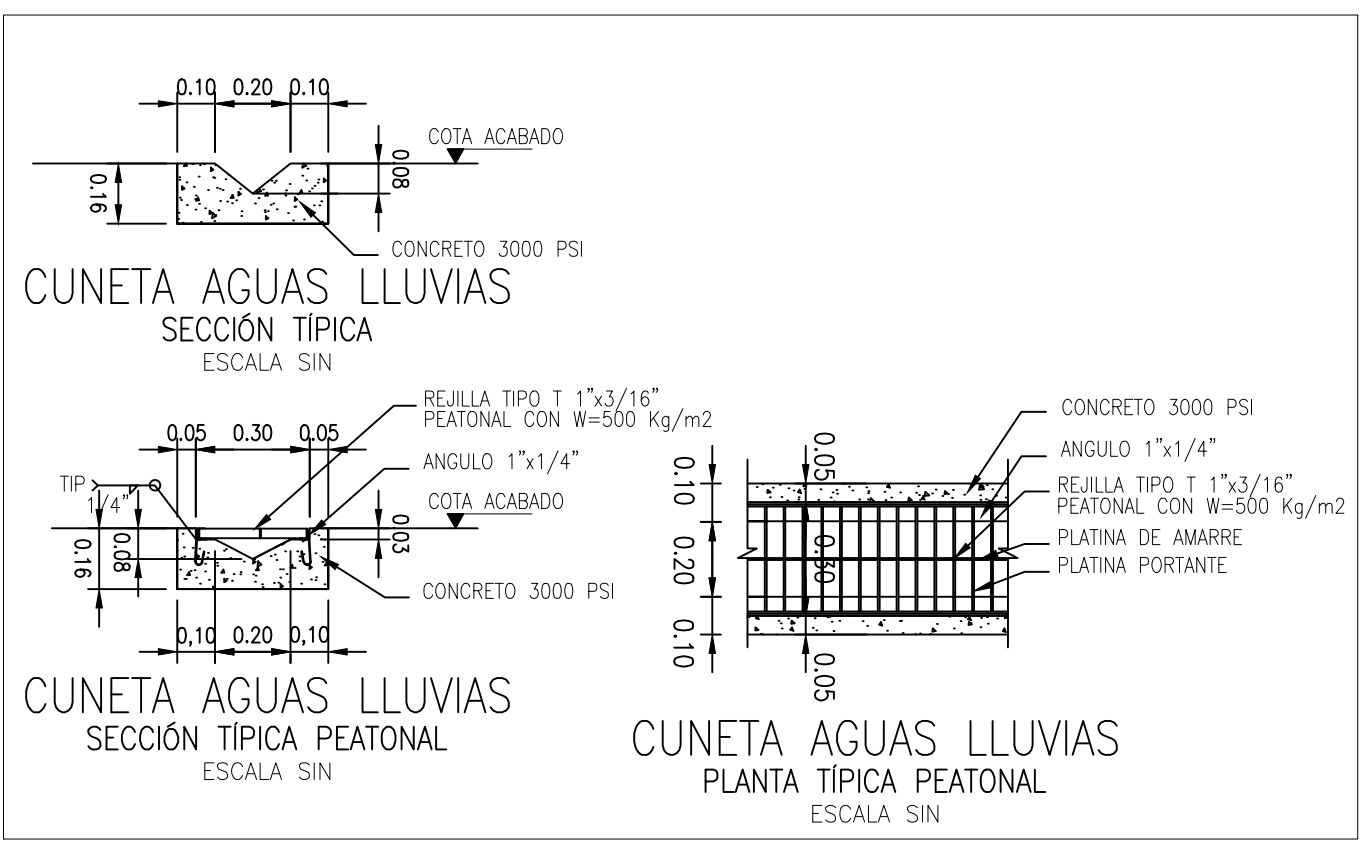 0.10 0.20 0.10
COTA ACABADO
0.08
0.16
CONCRETO 3000 PSI
CUNETA AGUAS LLUVIAS
SECCIÓN TÍPICA
ESCALA SIN
REJILLA TIPO T 1"x3/16"
PEATONAL CON W=500 Kg/m2
0.05 0.30 0.05
ANGULO 1"x1/4"
TIP
1/4"
COTA ACABADO
0.03
0.08
0.16
CONCRETO 3000 PSI
0,10 0.20 0,10
CUNETA AGUAS LLUVIAS
SECCIÓN TÍPICA PEATONAL
ESCALA SIN
CONCRETO 3000 PSI
0.05
ANGULO 1"x1/4"
0.10
REJILLA TIPO T 1"x3/16"
PEATONAL CON W=500 Kg/m2
PLATINA DE AMARRE
0.20
0.30
PLATINA PORTANTE
0.10
0.05
CUNETA AGUAS LLUVIAS
PLANTA TÍPICA PEATONAL
ESCALA SIN